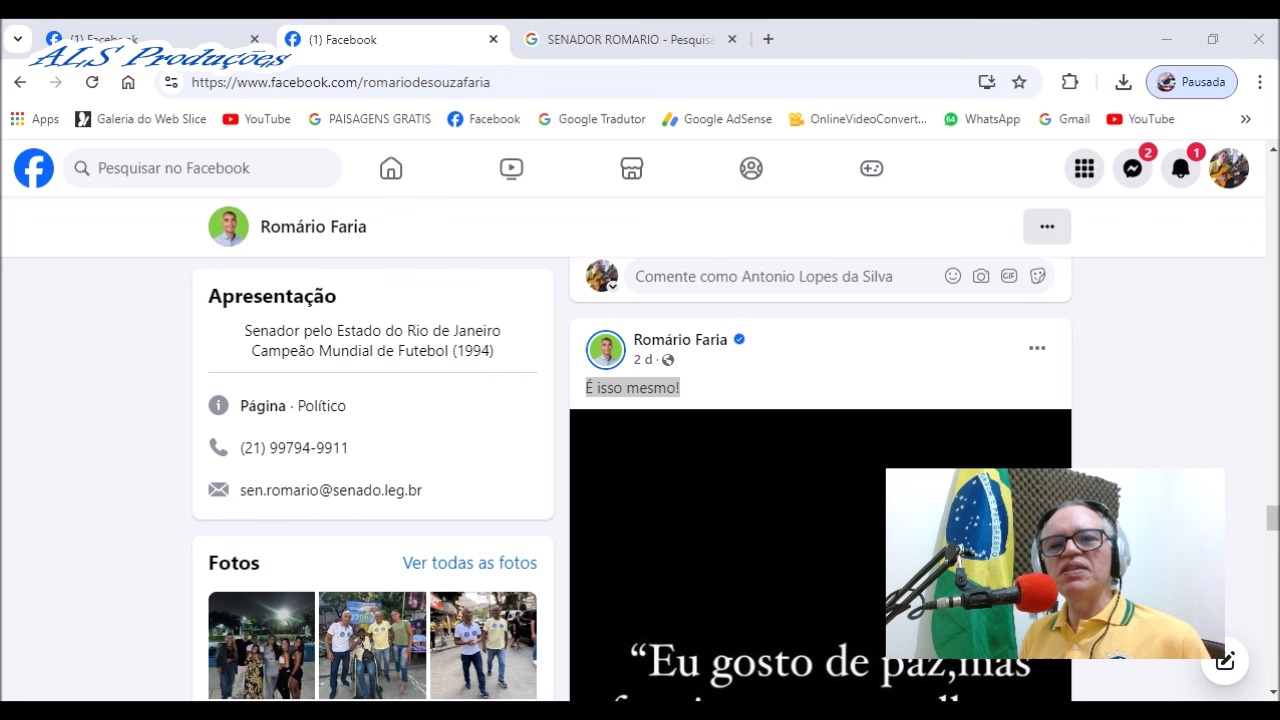 (1) Facebook
(1) Facebook
SENADOR ROMARIO - Pesquisa
ALS Produções
https://www.facebook.com/romariodesouzafaria
Pausada
Apps
Galeria do Web Slice
YouTube
PAISAGENS GRATIS
Facebook
Google Tradutor
Google AdSense
OnlineVideoConvert...
64
WhatsApp
Gmail
YouTube
Pesquisar no Facebook
2
1
Romário Faria
Apresentação
Senador pelo Estado do Rio de Janeiro
Campeão Mundial de Futebol (1994)
Página · Político
(21) 99794-9911
sen.romario@senado.leg.br
Fotos
Ver todas as fotos
Comente como Antonio Lopes da Silva
GIF
Romário Faria
2 d ·
É isso mesmo!
“Eu gosto de paz,mas